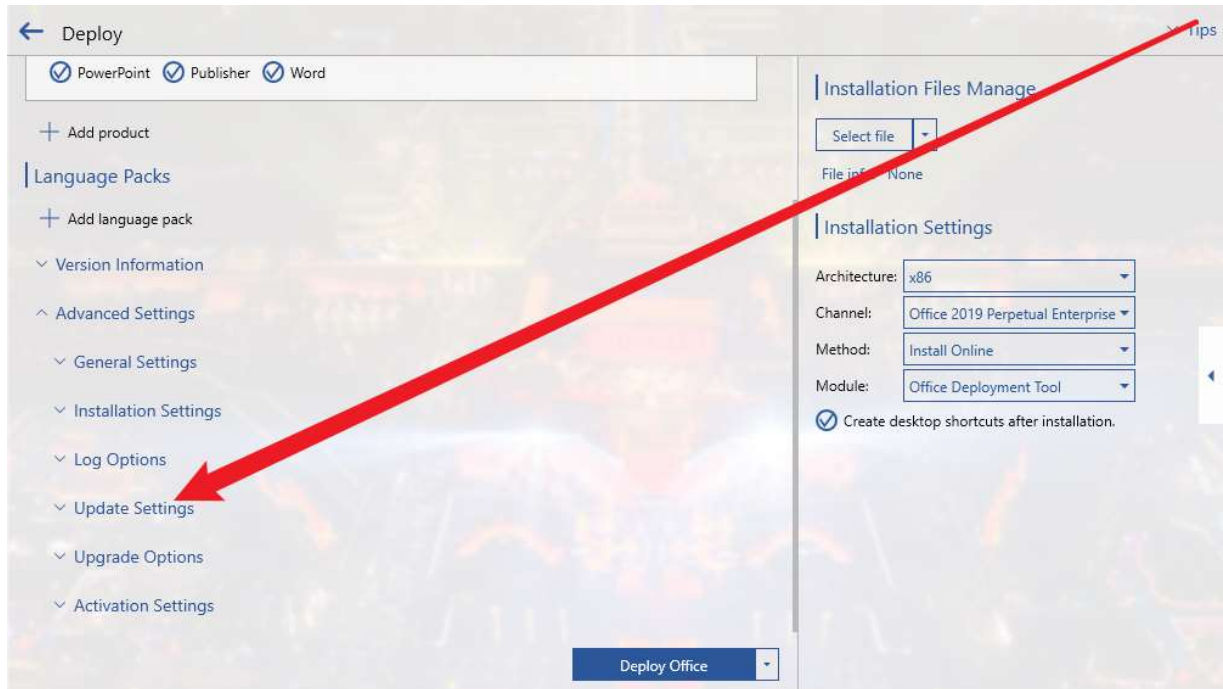 Deploy
Tips
PowerPoint Publisher Word
Add product
Language Packs
Add language pack
Version Information
Advanced Settings
General Settings
Installation Settings
Log Options
Update Settings
Upgrade Options
Activation Settings
Deploy Office
Installation Files Manage
Select file
File info: None
Installation Settings
Architecture: x86
Channel: Office 2019 Perpetual Enterprise
Method: Install Online
Module: Office Deployment Tool
Create desktop shortcuts after installation.